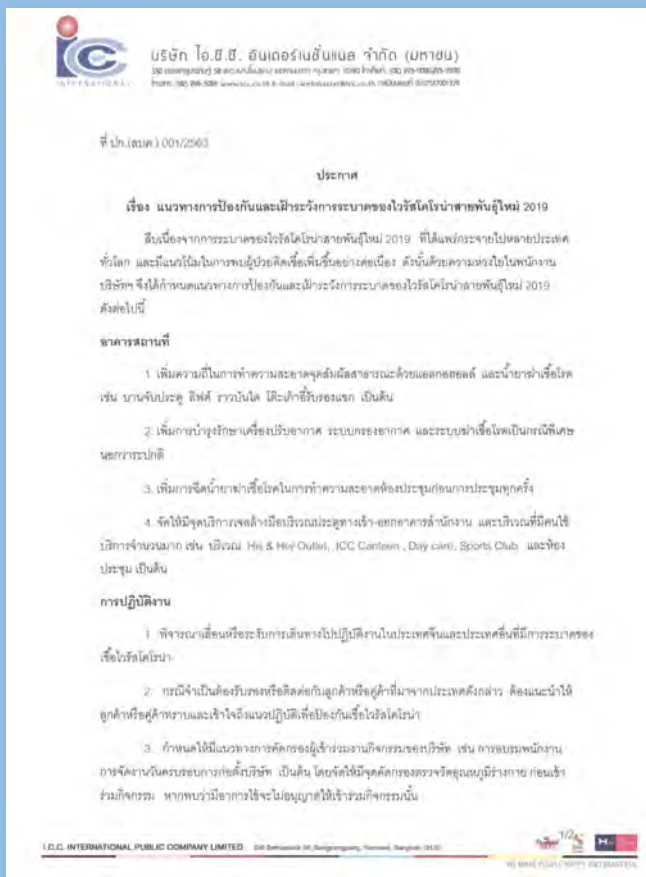 ICC
INTERNATIONAL
บริษัท ไอ.ซี.ซี. อินเตอร์เนชั่นแนล จำกัด (มหาชน)
ที่ ปก.(สบค.) 001/2563
ประกาศ
เรื่อง แนวทางการป้องกันและเฝ้าระวังการระบาดของไวรัสโคโรน่าสายพันธุ์ใหม่ 2019
สืบเนื่องจากการระบาดของไวรัสโคโรน่าสายพันธุ์ใหม่ 2019 ที่ได้แพร่กระจายไปหลายประเทศ
ทั่วโลก และมีแนวโน้มในการพบผู้ป่วยติดเชื้อเพิ่มขึ้นอย่างต่อเนื่อง ดังนั้นด้วยความห่วงใยในพนักงาน
บริษัทฯ จึงได้กำหนดแนวทางการป้องกันและเฝ้าระวังการระบาดของไวรัสโคโรน่าสายพันธุ์ใหม่ 2019
ดังต่อไปนี้
อาคารสถานที่
1. เพิ่มความถี่ในการทำความสะอาดจุดสัมผัสสาธารณะด้วยแอลกอฮอลล์ และน้ำยาฆ่าเชื้อโรค
เช่น บานจับประตู ลิฟต์ ราวบันได โต๊ะเก้าอี้รับรองแขก เป็นต้น
2. เพิ่มการบำรุงรักษาเครื่องปรับอากาศ ระบบกรองอากาศ และระบบฆ่าเชื้อโรคเป็นกรณีพิเศษ
นอกวาระปกติ
3. เพิ่มการฉีดน้ำยาฆ่าเชื้อโรคในการทำความสะอาดห้องประชุมก่อนการประชุมทุกครั้ง
4. จัดให้มีจุดบริการเจลล้างมือบริเวณประตูทางเข้า-ออกอาคารสำนักงาน และบริเวณที่มีคนใช้
บริการจำนวนมาก เช่น บริเวณ His & Her Outlet, ICC Canteen , Day care, Sports Club และห้อง
ประชุม เป็นต้น
การปฏิบัติงาน
1. พิจารณาเลื่อนหรือระงับการเดินทางไปปฏิบัติงานในประเทศจีนและประเทศอื่นที่มีการระบาดของ
เชื้อไวรัสโคโรน่า
2. กรณีจำเป็นต้องรับรองหรือติดต่อกับลูกค้าหรือคู่ค้าที่มาจากประเทศดังกล่าว ต้องแนะนำให้
ลูกค้าหรือคู่ค้าทราบและเข้าใจถึงแนวปฏิบัติเพื่อป้องกันเชื้อไวรัสโคโรน่า
3. กำหนดให้มีแนวทางการคัดกรองผู้เข้าร่วมงานกิจกรรมของบริษัท เช่น การอบรมพนักงาน
การจัดงานวันครบรอบการก่อตั้งบริษัท เป็นต้น โดยจัดให้มีจุดคัดกรองตรวจวัดอุณหภูมิร่างกาย ก่อนเข้า
ร่วมกิจกรรม หากพบว่ามีอาการไข้จะไม่อนุญาตให้เข้าร่วมกิจกรรมนั้น
1/2
I.C.C. INTERNATIONAL PUBLIC COMPANY LIMITED